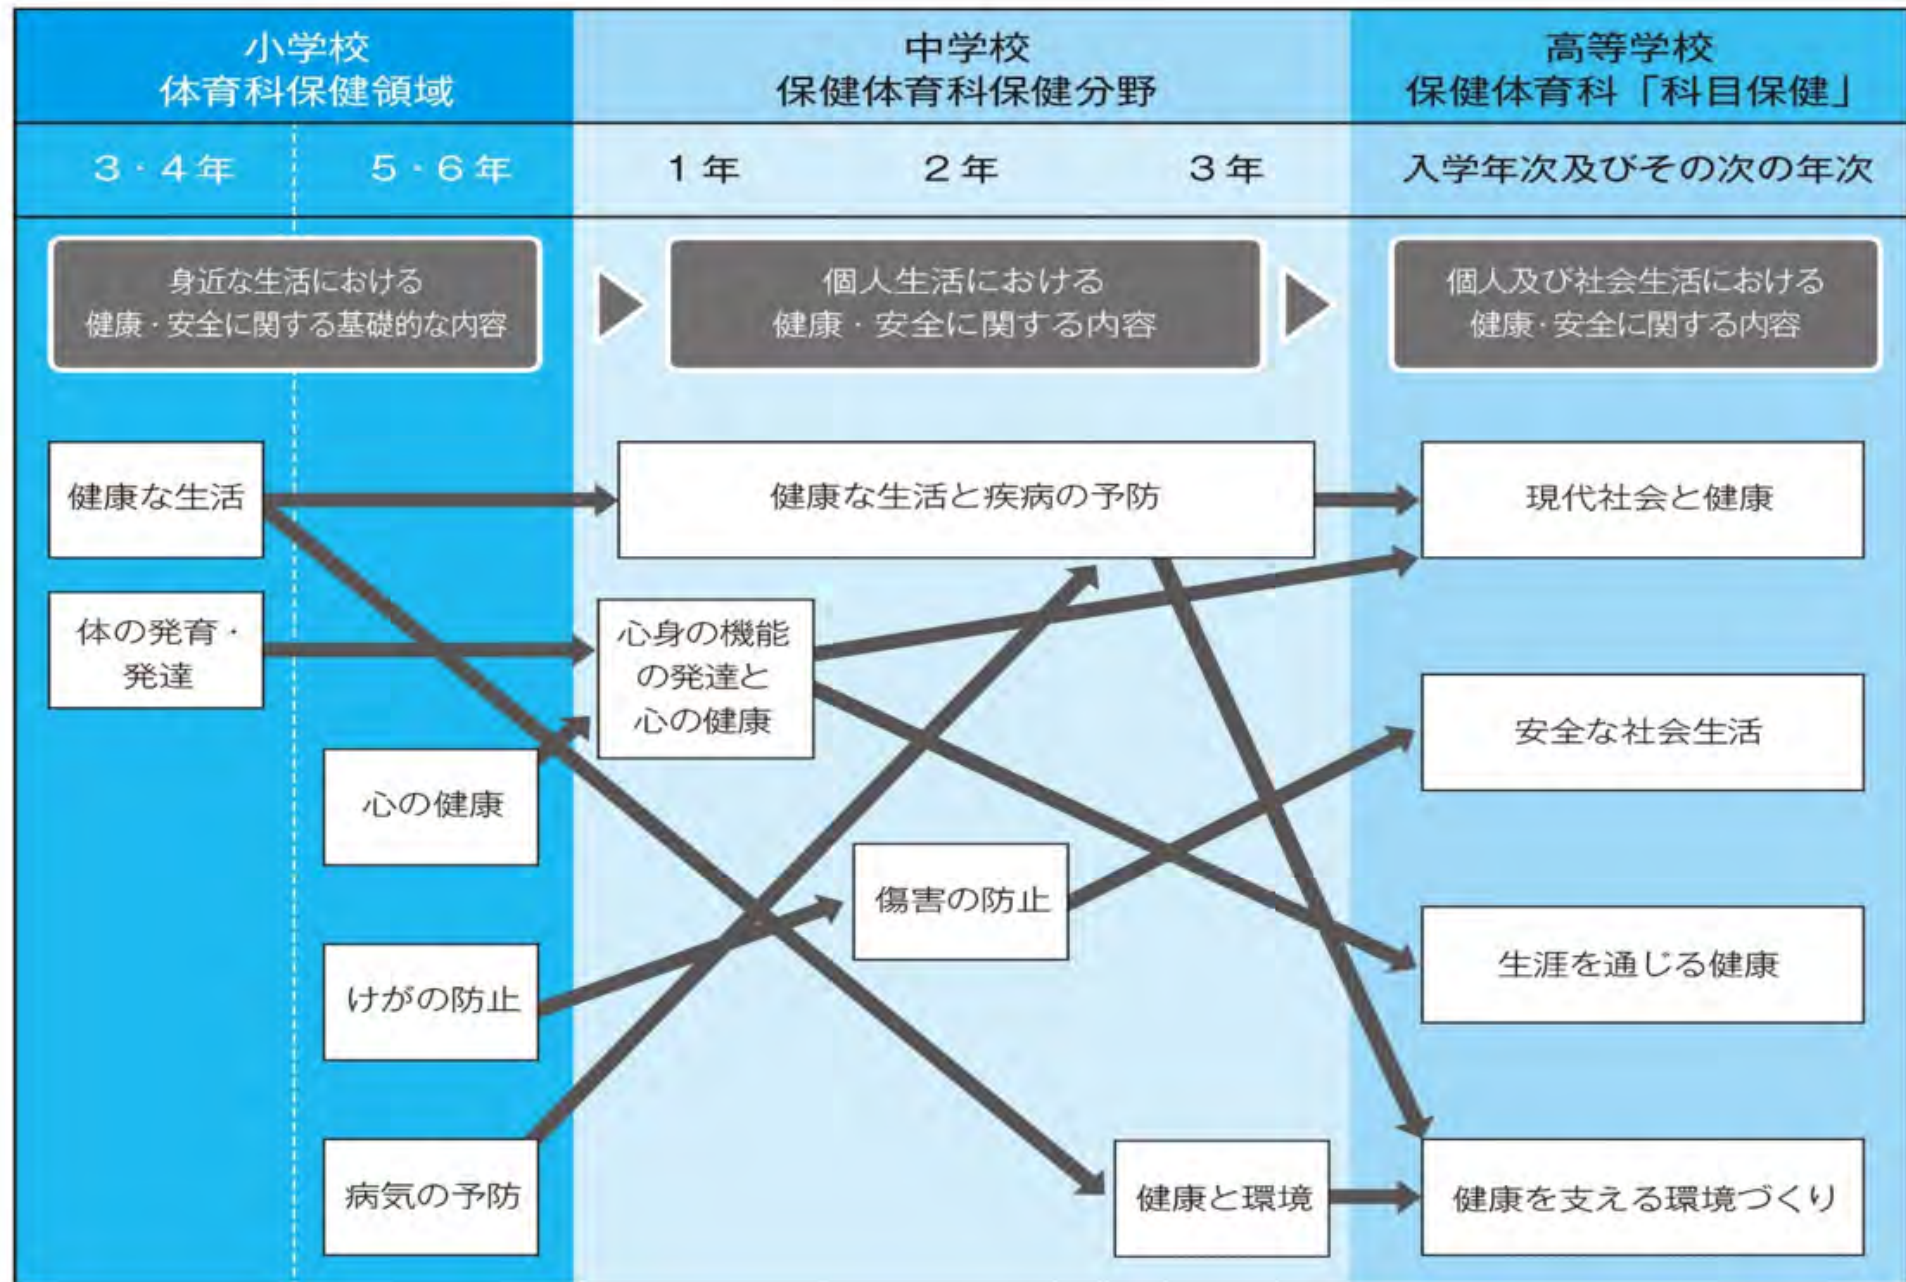 小学校
体育科保健領域
中学校
保健体育科保健分野
高等学校
保健体育科「科目保健」
3・4年
5・6年
1年
2年
3年
入学年次及びその次の年次
身近な生活における
健康・安全に関する基礎的な内容
個人生活における
健康・安全に関する内容
個人及び社会生活における
健康・安全に関する内容
健康な生活
健康な生活と疾病の予防
現代社会と健康
体の発育・
発達
心身の機能
の発達と
心の健康
安全な社会生活
心の健康
傷害の防止
生涯を通じる健康
けがの防止
病気の予防
健康と環境
健康を支える環境づくり